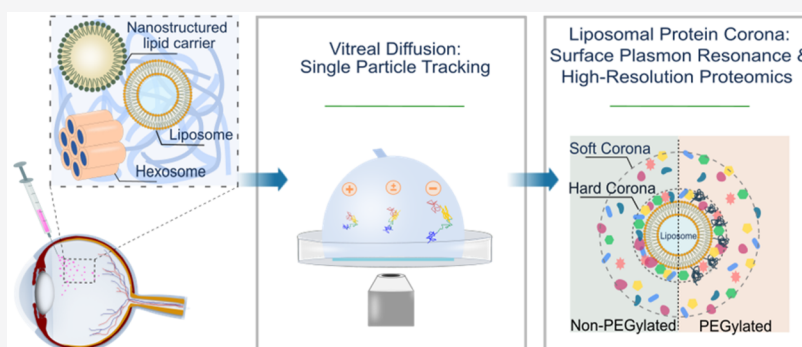 Nanostructured
lipid carrier
Liposome
Hexosome
Vitreal Diffusion:
Single Particle Tracking
+
±
−
Liposomal Protein Corona:
Surface Plasmon Resonance &
High-Resolution Proteomics
Soft Corona
Hard Corona
Liposome
Non-PEGylated
PEGylated